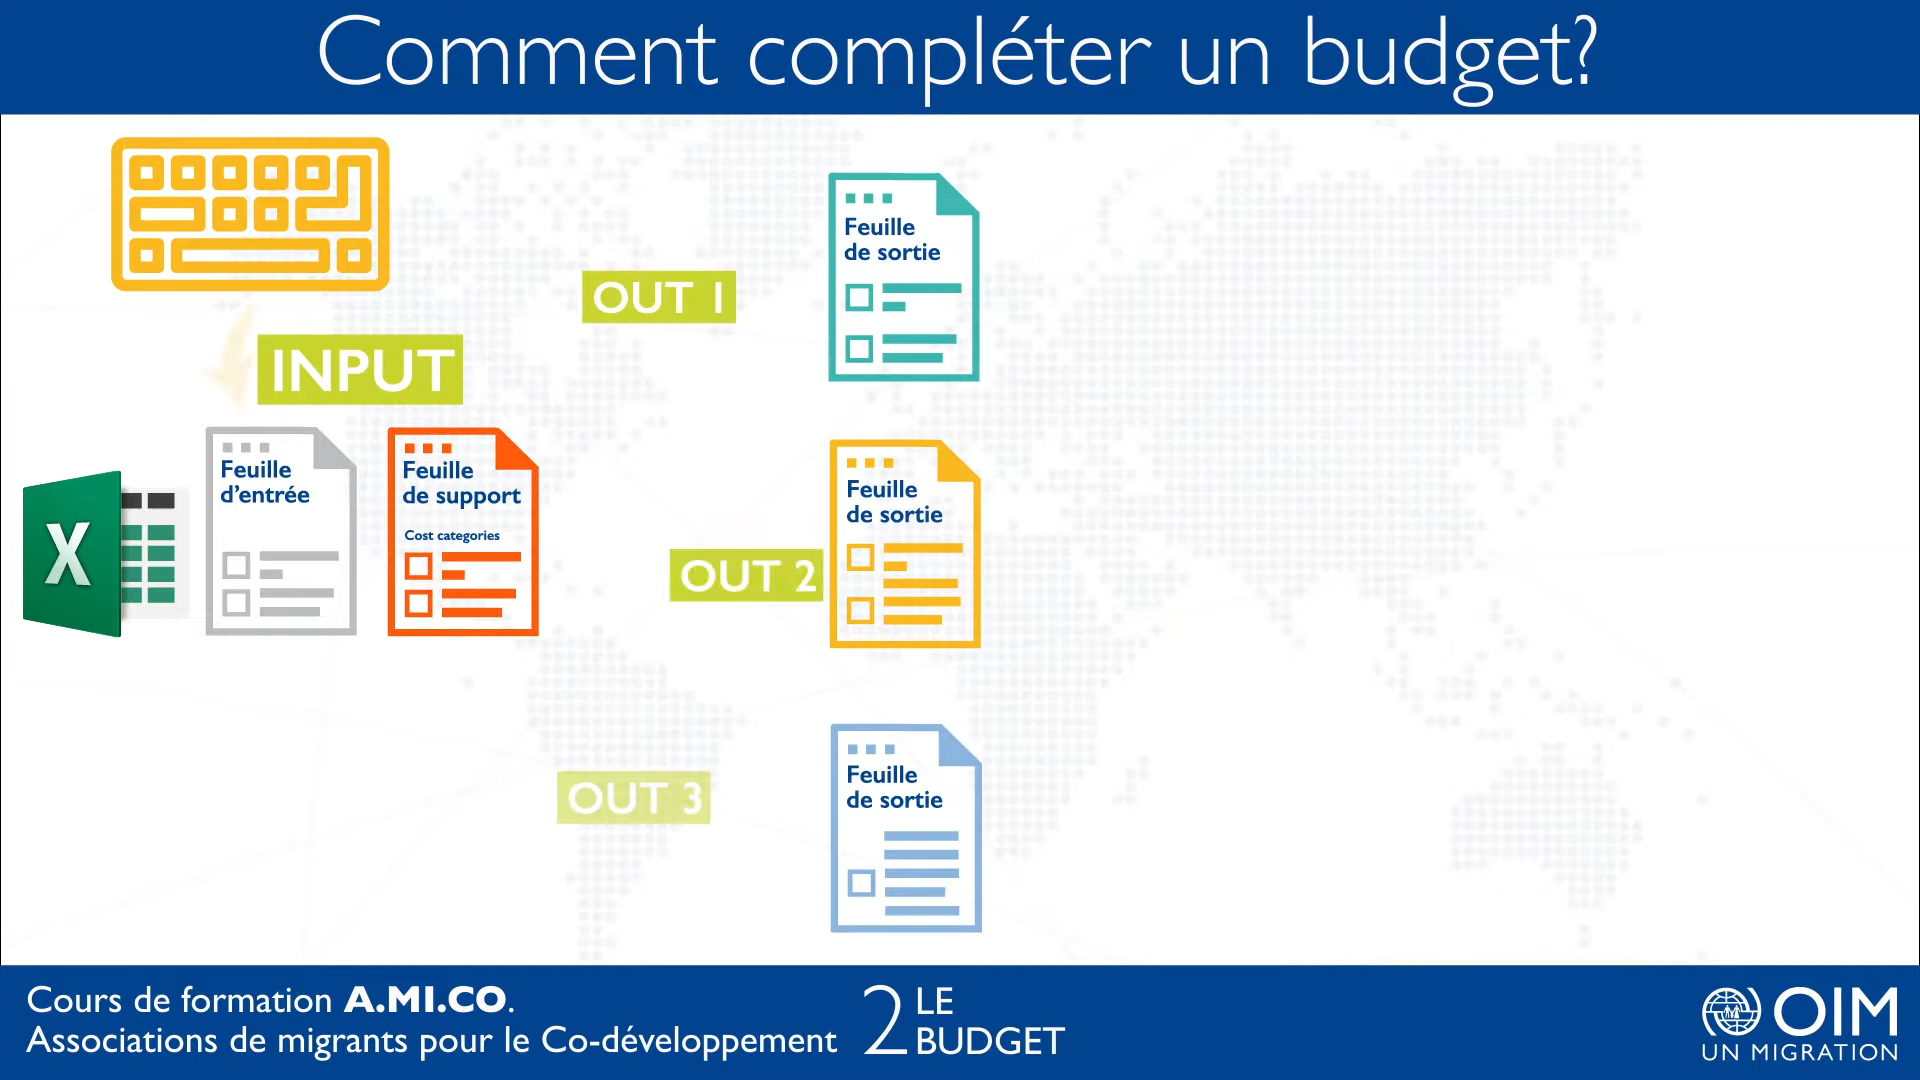 Comment compléter un budget?
INPUT
X
Feuille
d'entrée
Feuille
de support
Cost categories
OUT 1
Feuille
de sortie
OUT 2
Feuille
de sortie
OUT 3
Feuille
de sortie
Cours de formation A.MI.CO.
Associations de migrants pour le Co-développement
2 LE
BUDGET
OIM
UN MIGRATION